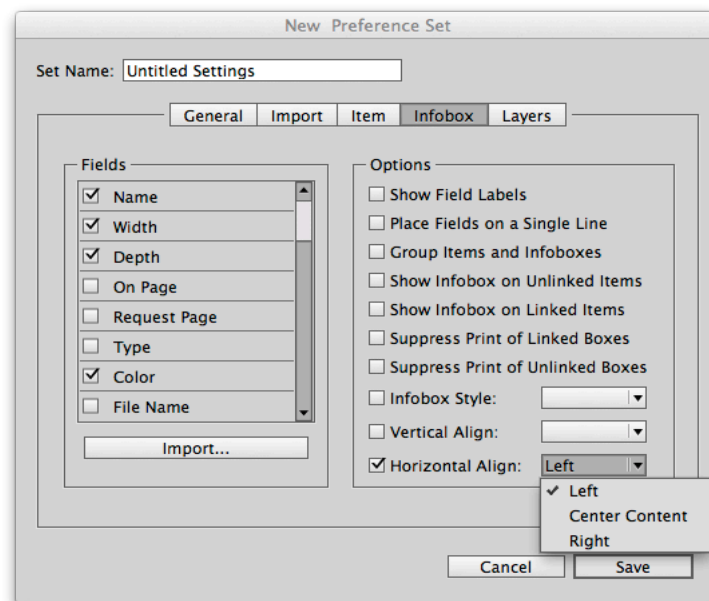 New Preference Set
Set Name: Untitled Settings
General Import Item Infobox Layers
Fields
Name
Width
Depth
On Page
Request Page
Type
Color
File Name
Import...
Options
Show Field Labels
Place Fields on a Single Line
Group Items and Infoboxes
Show Infobox on Unlinked Items
Show Infobox on Linked Items
Suppress Print of Linked Boxes
Suppress Print of Unlinked Boxes
Infobox Style:
Vertical Align:
Horizontal Align: Left
Left
Center Content
Right
Cancel Save